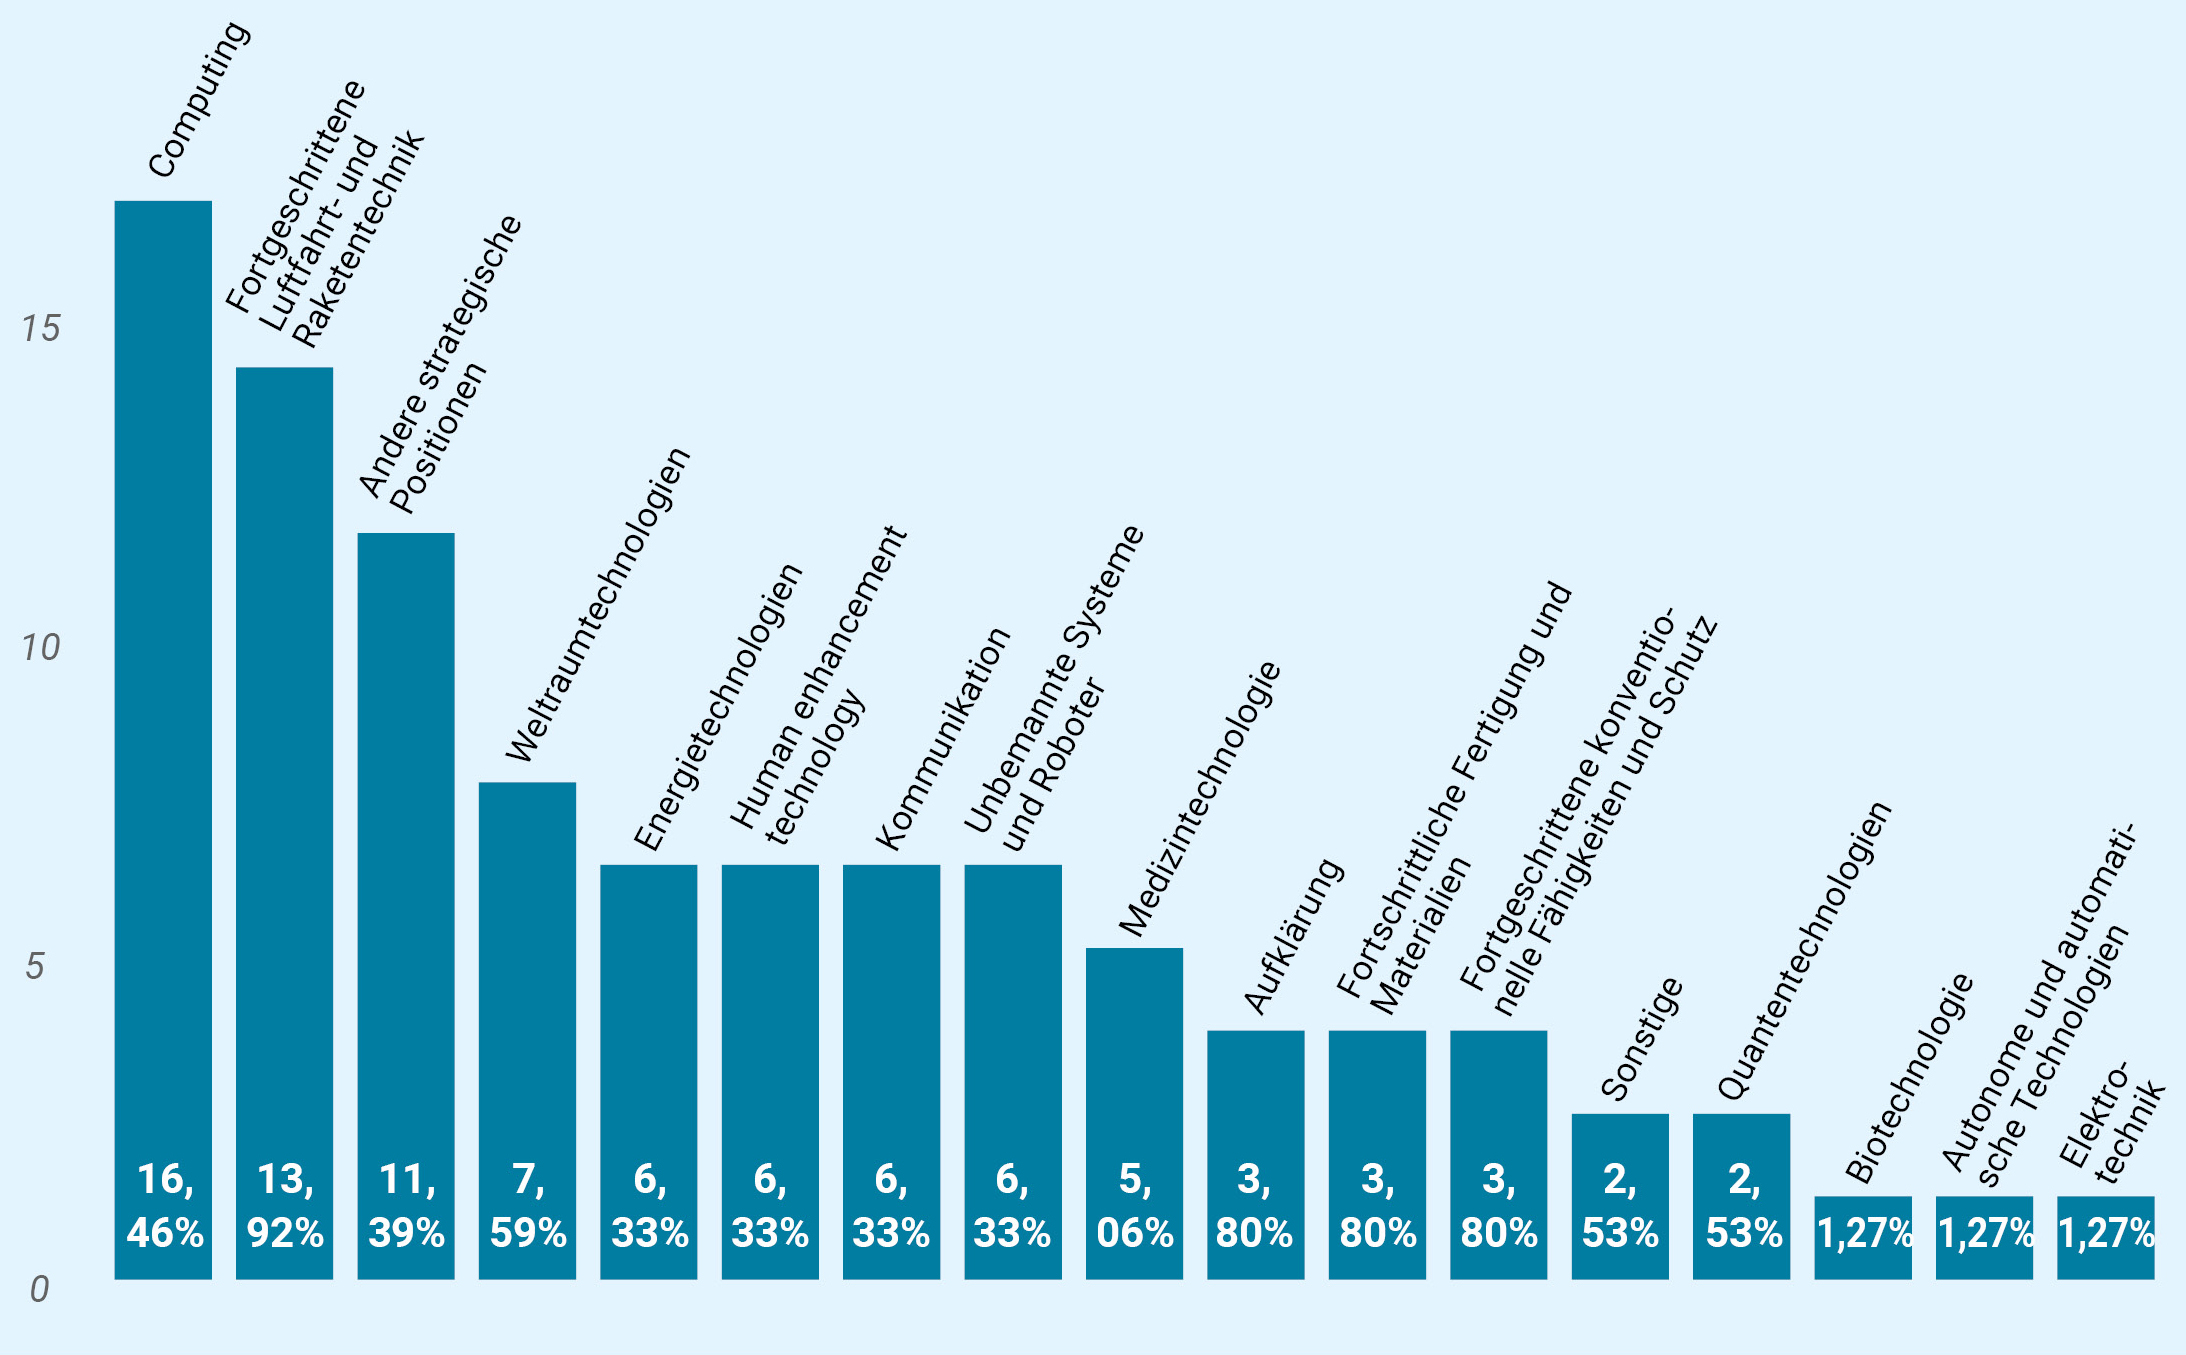 Computing
Fortgeschrittene
Luftfahrt- und
Raketentechnik
Andere strategische
Positionen
Weltraumtechnologien
Energietechnologien
Human enhancement
technology
Kommunikation
Unbemannte Systeme
und Roboter
Medizintechnologie
Aufklärung
Fortschrittliche Fertigung und
Materialien
Fortgeschrittene konventio-
nelle Fähigkeiten und Schutz
Sonstige
Quantentechnologien
Biotechnologie
Autonome und automati-
sche Technologien
Elektro-
technik
15
10
5
0
16,
46%
13,
92%
11,
39%
7,
59%
6,
33%
6,
33%
6,
33%
6,
33%
5,
06%
3,
80%
3,
80%
3,
80%
2,
53%
2,
53%
1,27%
1,27%
1,27%